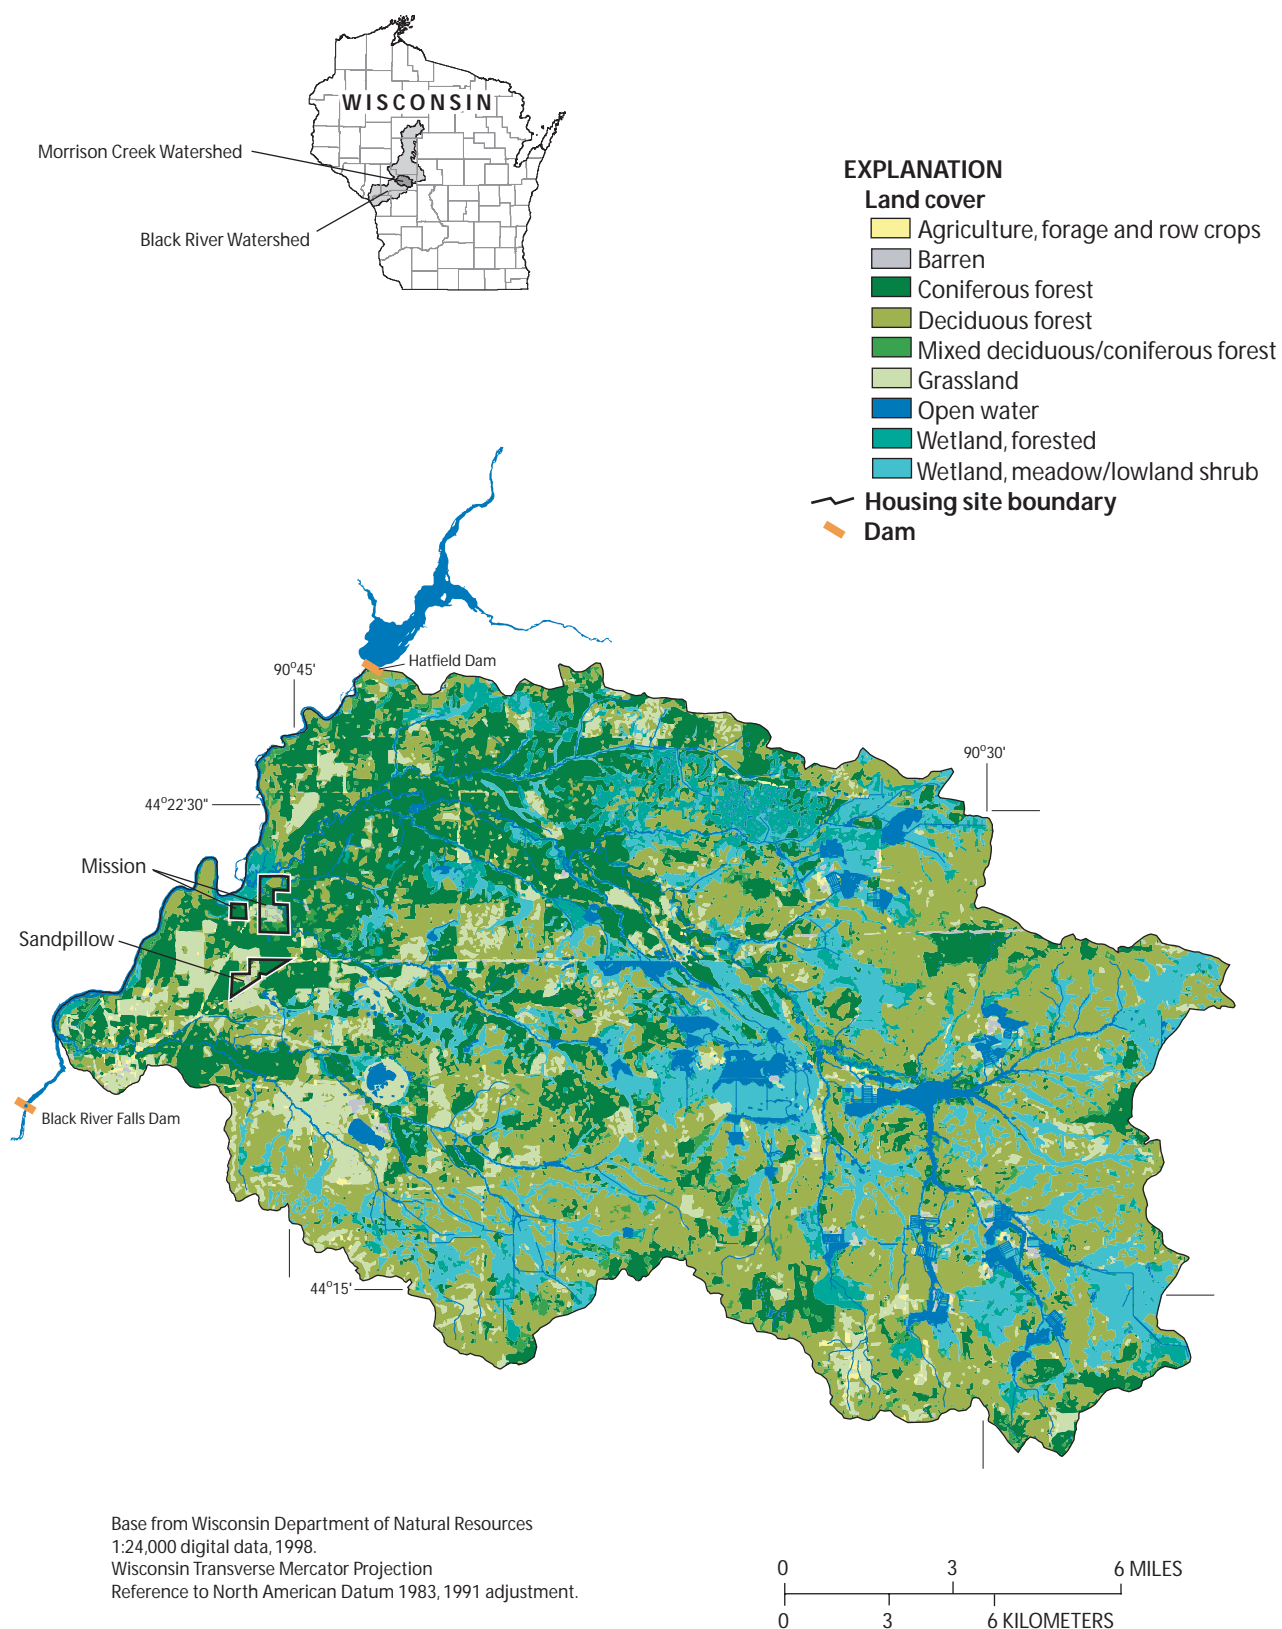 WISCONSIN
Morrison Creek Watershed
Black River Watershed
EXPLANATION
Land cover
Agriculture, forage and row crops
Barren
Coniferous forest
Deciduous forest
Mixed deciduous/coniferous forest
Grassland
Open water
Wetland, forested
Wetland, meadow/lowland shrub
Housing site boundary
Dam
Hatfield Dam
90°45'
90°30'
44°22'30"
Mission
Sandpillow
Black River Falls Dam
44°15'
Base from Wisconsin Department of Natural Resources
1:24,000 digital data, 1998.
Wisconsin Transverse Mercator Projection
Reference to North American Datum 1983, 1991 adjustment.
0 3 6 MILES
0 3 6 KILOMETERS